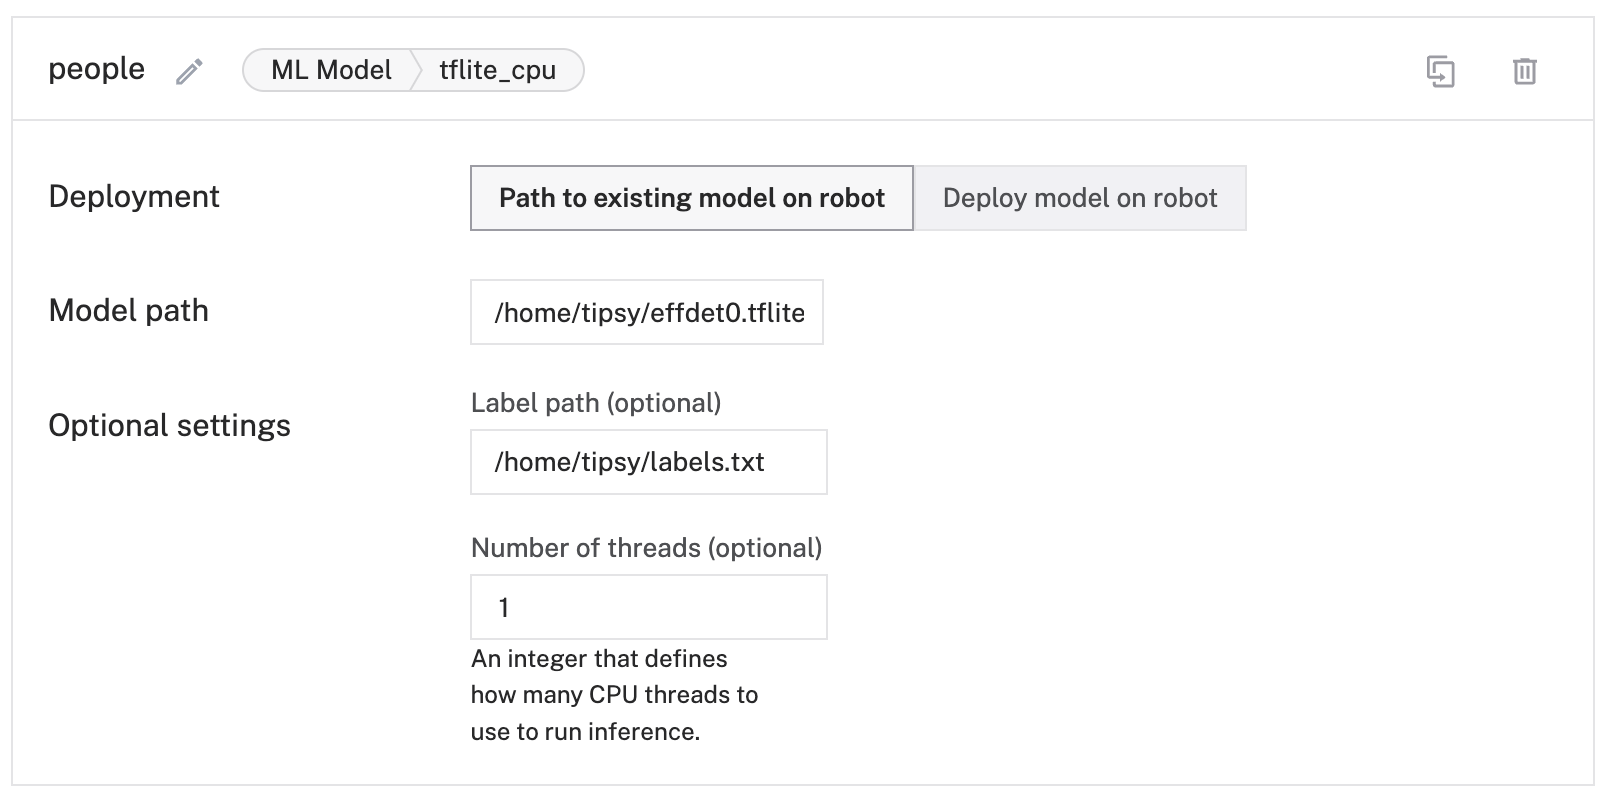 people ML Model tflite_cpu
Deployment Path to existing model on robot Deploy model on robot
Model path /home/tipsy/effdet0.tflite
Label path (optional)
Optional settings
/home/tipsy/labels.txt
Number of threads (optional)
1
An integer that defines
how many CPU threads to
use to run inference.